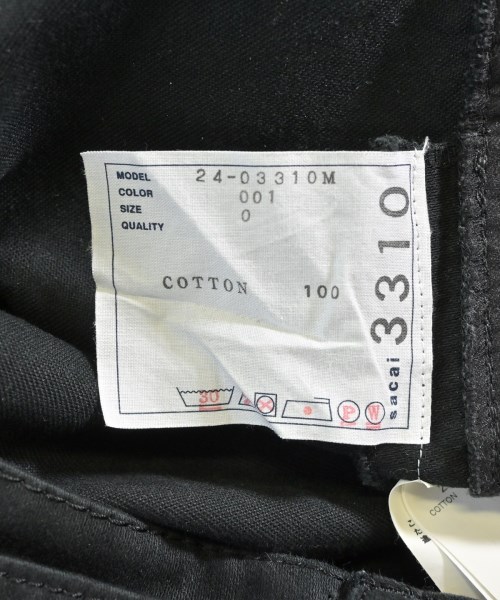 MODEL 24-03310M
COLOR 001
SIZE 0
QUALITY
COTTON 100
30
P W
sacai 3310
COTTON